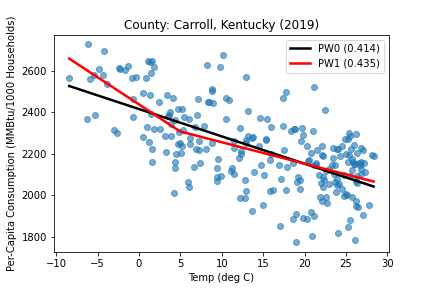 County: Carroll, Kentucky (2019)
PW0 (0.414)
PW1 (0.435)
Per-Capita Consumption (MMBtu/1000 Households)
2600
2400
2200
2000
1800
−10 −5 0 5 10 15 20 25 30
Temp (deg C)